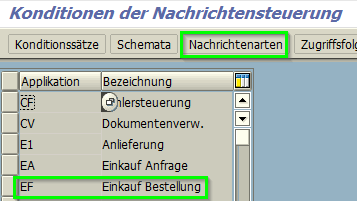 Konditionen der Nachrichtensteuerung
Konditionssätze Schemata Nachrichtenarten Zugriffsfolg
Applikation Bezeichnung
CF hlersteuerung
CV Dokumentenverw.
E1 Anlieferung
EA Einkauf Anfrage
EF Einkauf Bestellung